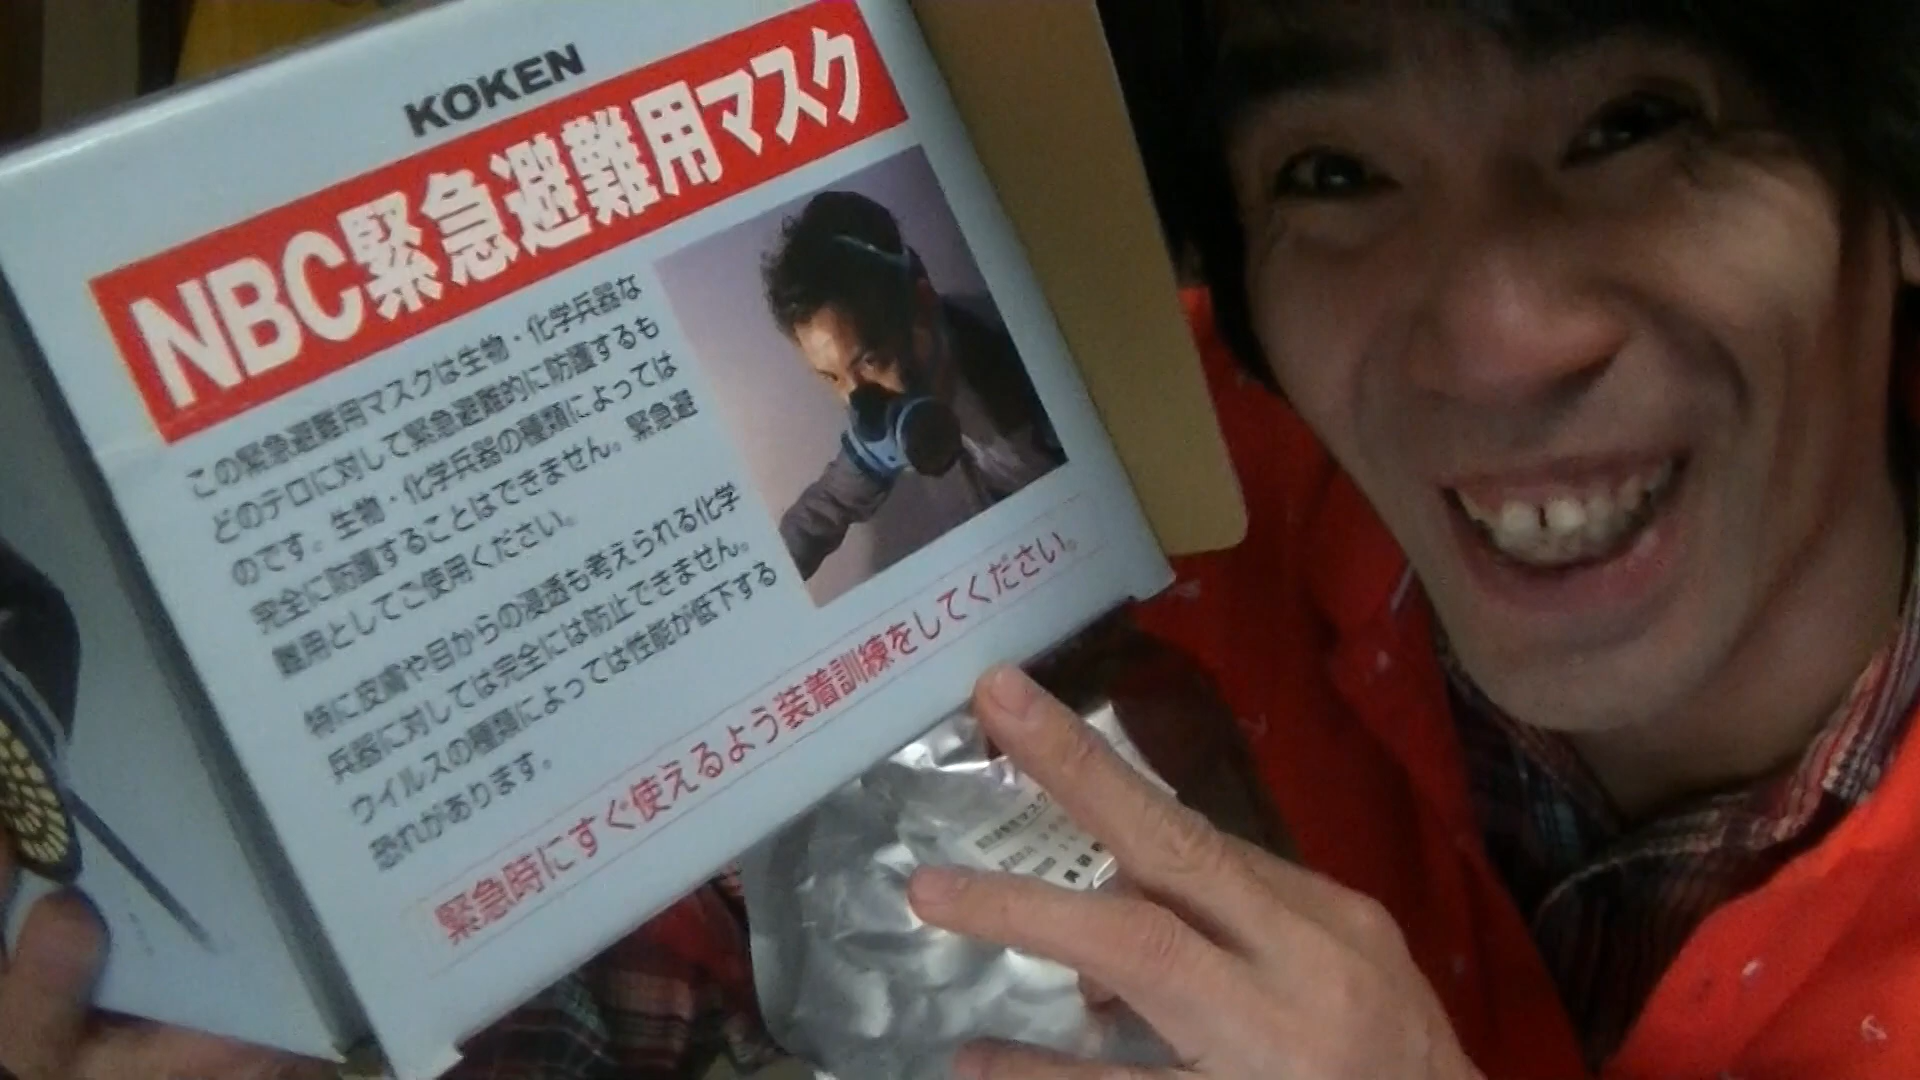 KOKEN
NBC緊急避難用マスク
この緊急避難用マスクは生物・化学兵器な
どのテロに対して緊急避難的に防護するも
のです。生物・化学兵器の種類によっては
完全に防護することはできません。緊急避
難用としてご使用ください。
特に皮膚や目からの浸透も考えられる化学
兵器に対しては完全には防止できません。
ウイルスの種類によっては性能が低下する
恐れがあります。
緊急時にすぐ使えるよう装着訓練をしてください。
緊急避難用マスク